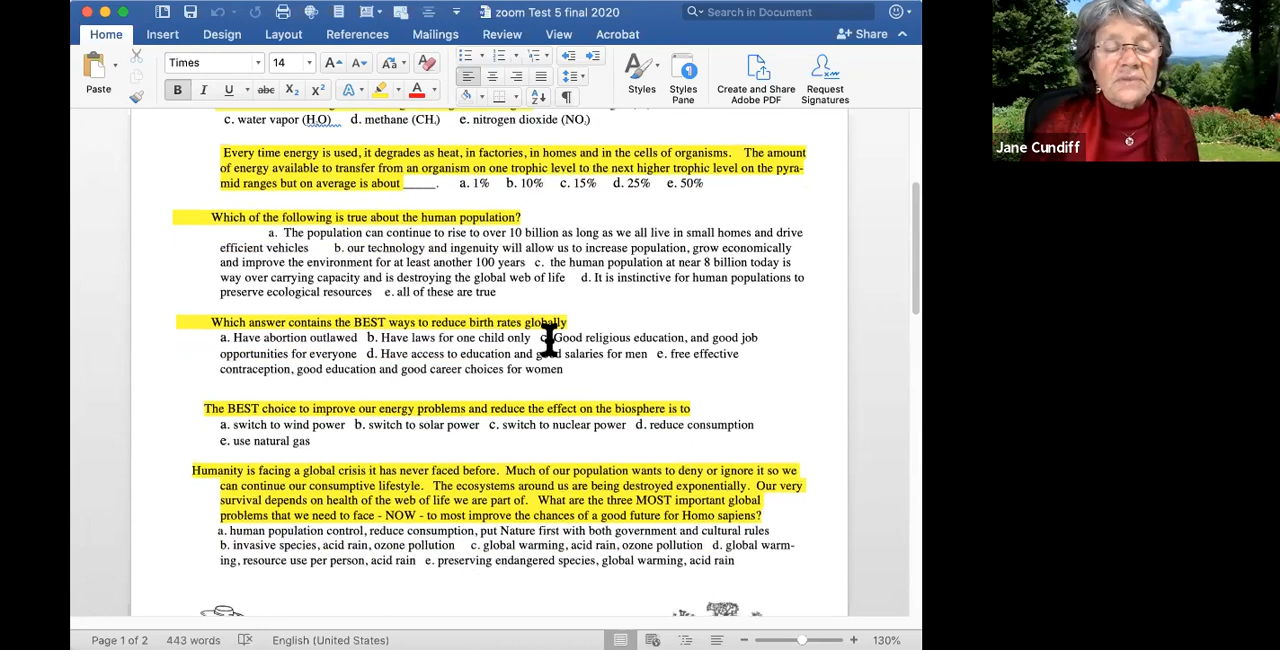 zoom Test 5 final 2020
Search in Document
Home Insert Design Layout References Mailings Review View Acrobat Share
Times 14
Paste
Styles Styles Pane Create and Share Adobe PDF Request Signatures
c. water vapor (H2O) d. methane (CH4) e. nitrogen dioxide (NO2)
Every time energy is used, it degrades as heat, in factories, in homes and in the cells of organisms. The amount
of energy available to transfer from an organism on one trophic level to the next higher trophic level on the pyra-
mid ranges but on average is about _____. a. 1% b. 10% c. 15% d. 25% e. 50%
Which of the following is true about the human population?
a. The population can continue to rise to over 10 billion as long as we all live in small homes and drive
efficient vehicles b. our technology and ingenuity will allow us to increase population, grow economically
and improve the environment for at least another 100 years c. the human population at near 8 billion today is
way over carrying capacity and is destroying the global web of life d. It is instinctive for human populations to
preserve ecological resources e. all of these are true
Which answer contains the BEST ways to reduce birth rates globally
a. Have abortion outlawed b. Have laws for one child only c. Good religious education, and good job
opportunities for everyone d. Have access to education and good salaries for men e. free effective
contraception, good education and good career choices for women
The BEST choice to improve our energy problems and reduce the effect on the biosphere is to
a. switch to wind power b. switch to solar power c. switch to nuclear power d. reduce consumption
e. use natural gas
Humanity is facing a global crisis it has never faced before. Much of our population wants to deny or ignore it so we
can continue our consumptive lifestyle. The ecosystems around us are being destroyed exponentially. Our very
survival depends on health of the web of life we are part of. What are the three MOST important global
problems that we need to face - NOW - to most improve the chances of a good future for Homo sapiens?
a. human population control, reduce consumption, put Nature first with both government and cultural rules
b. invasive species, acid rain, ozone pollution c. global warming, acid rain, ozone pollution d. global warm-
ing, resource use per person, acid rain e. preserving endangered species, global warming, acid rain
Page 1 of 2 443 words English (United States) 130%
Jane Cundiff